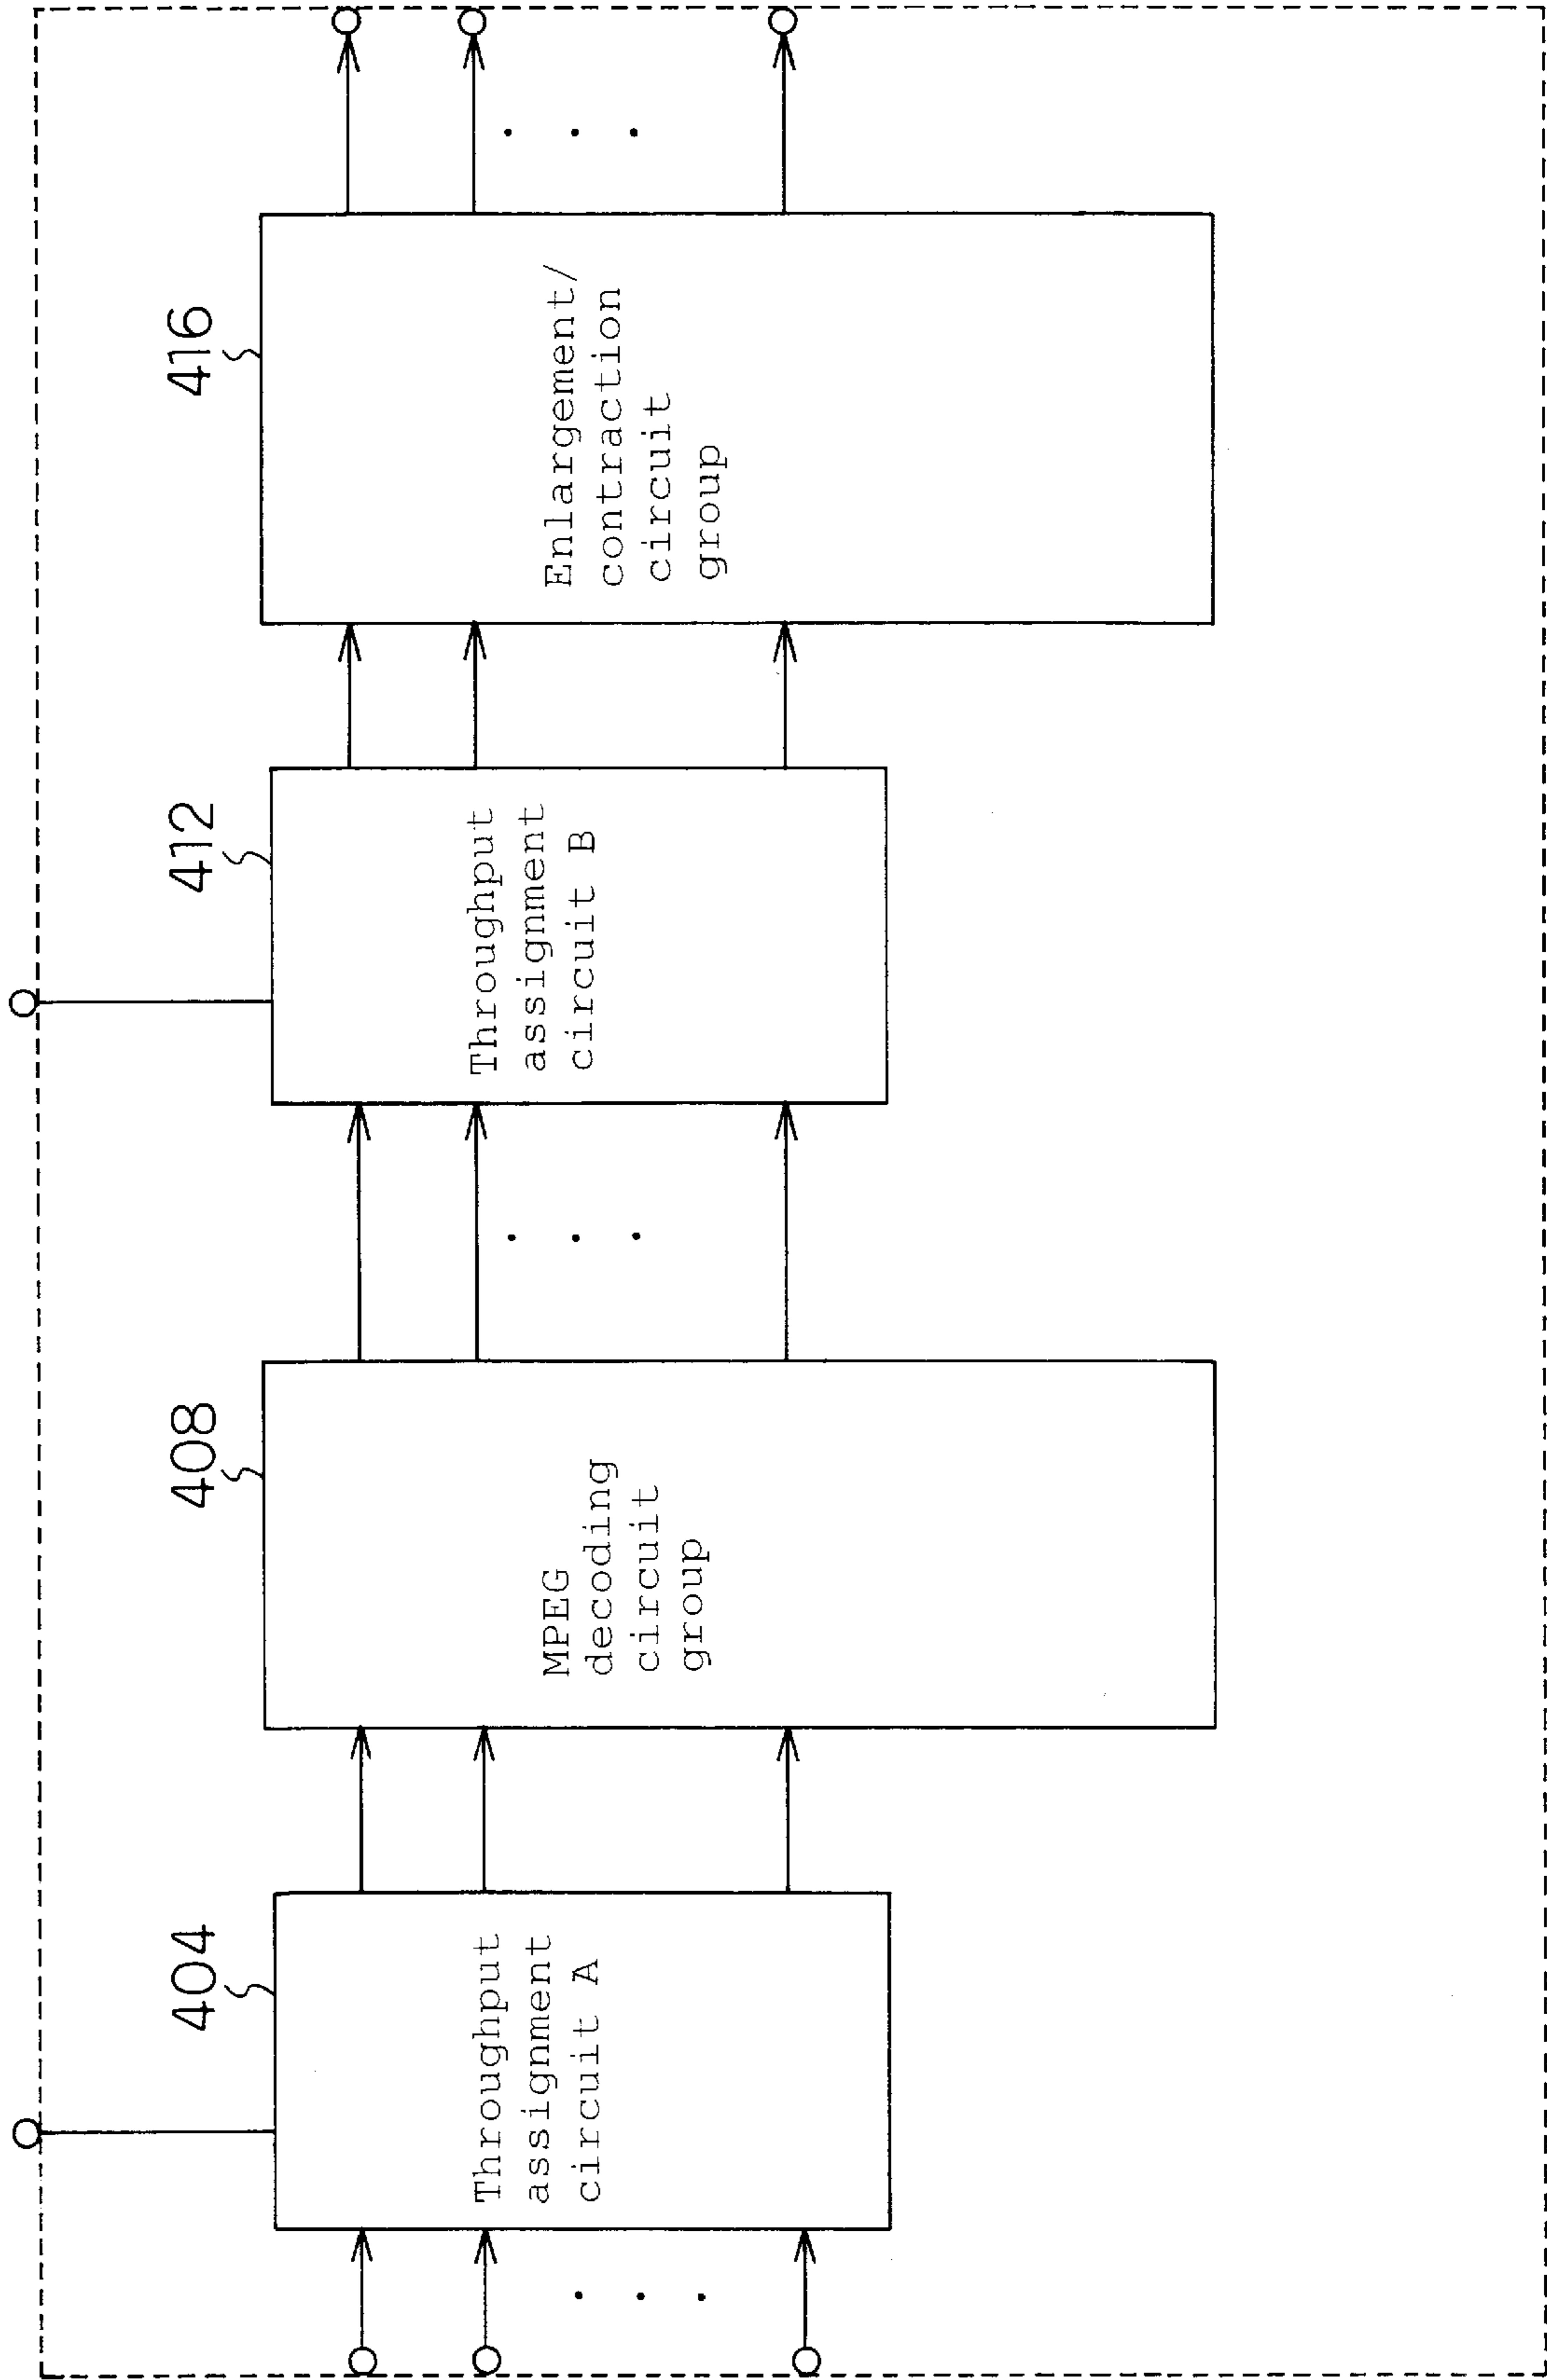 404
Throughput
assignment
circuit A
408
MPEG
decoding
circuit
group
412
Throughput
assignment
circuit B
416
Enlargement/
contraction
circuit
group